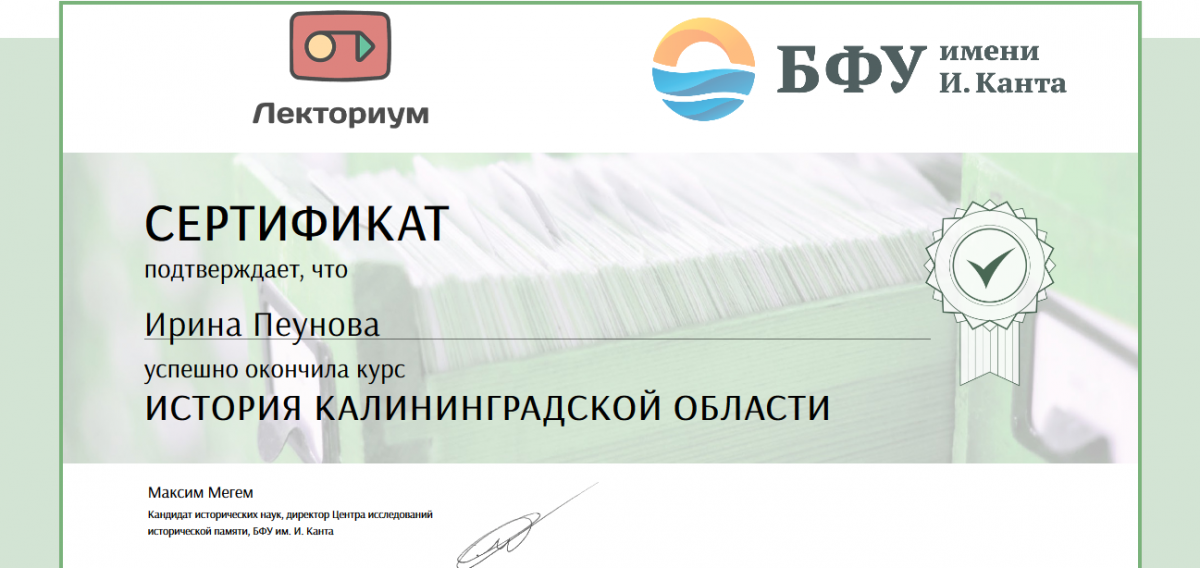 Лекториум
БФУ имени
И. Канта
СЕРТИФИКАТ
подтверждает, что
Ирина Пеунова
успешно окончила курс
ИСТОРИЯ КАЛИНИНГРАДСКОЙ ОБЛАСТИ
Максим Мегем
Кандидат исторических наук, директор Центра исследований
исторической памяти, БФУ им. И. Канта